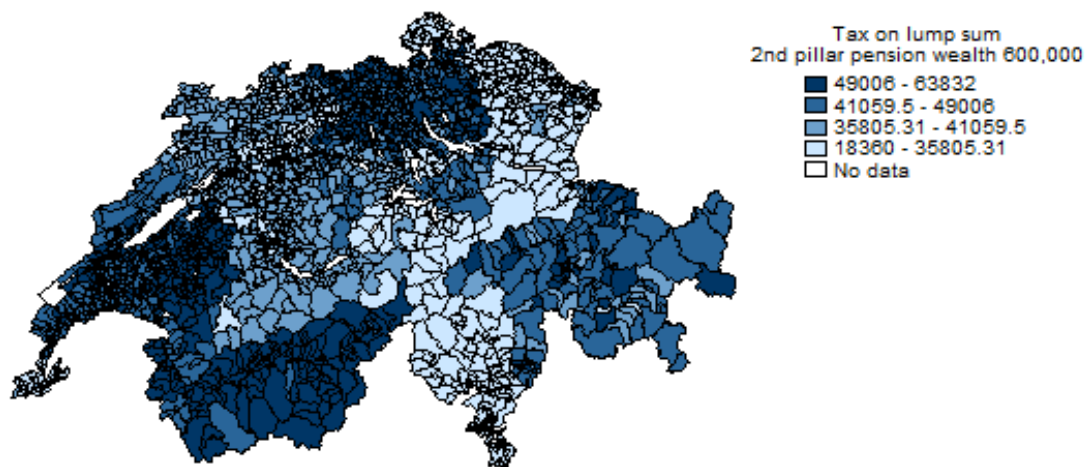 Tax on lump sum
2nd pillar pension wealth 600,000
49006 - 63832
41059.5 - 49006
35805.31 - 41059.5
18360 - 35805.31
No data